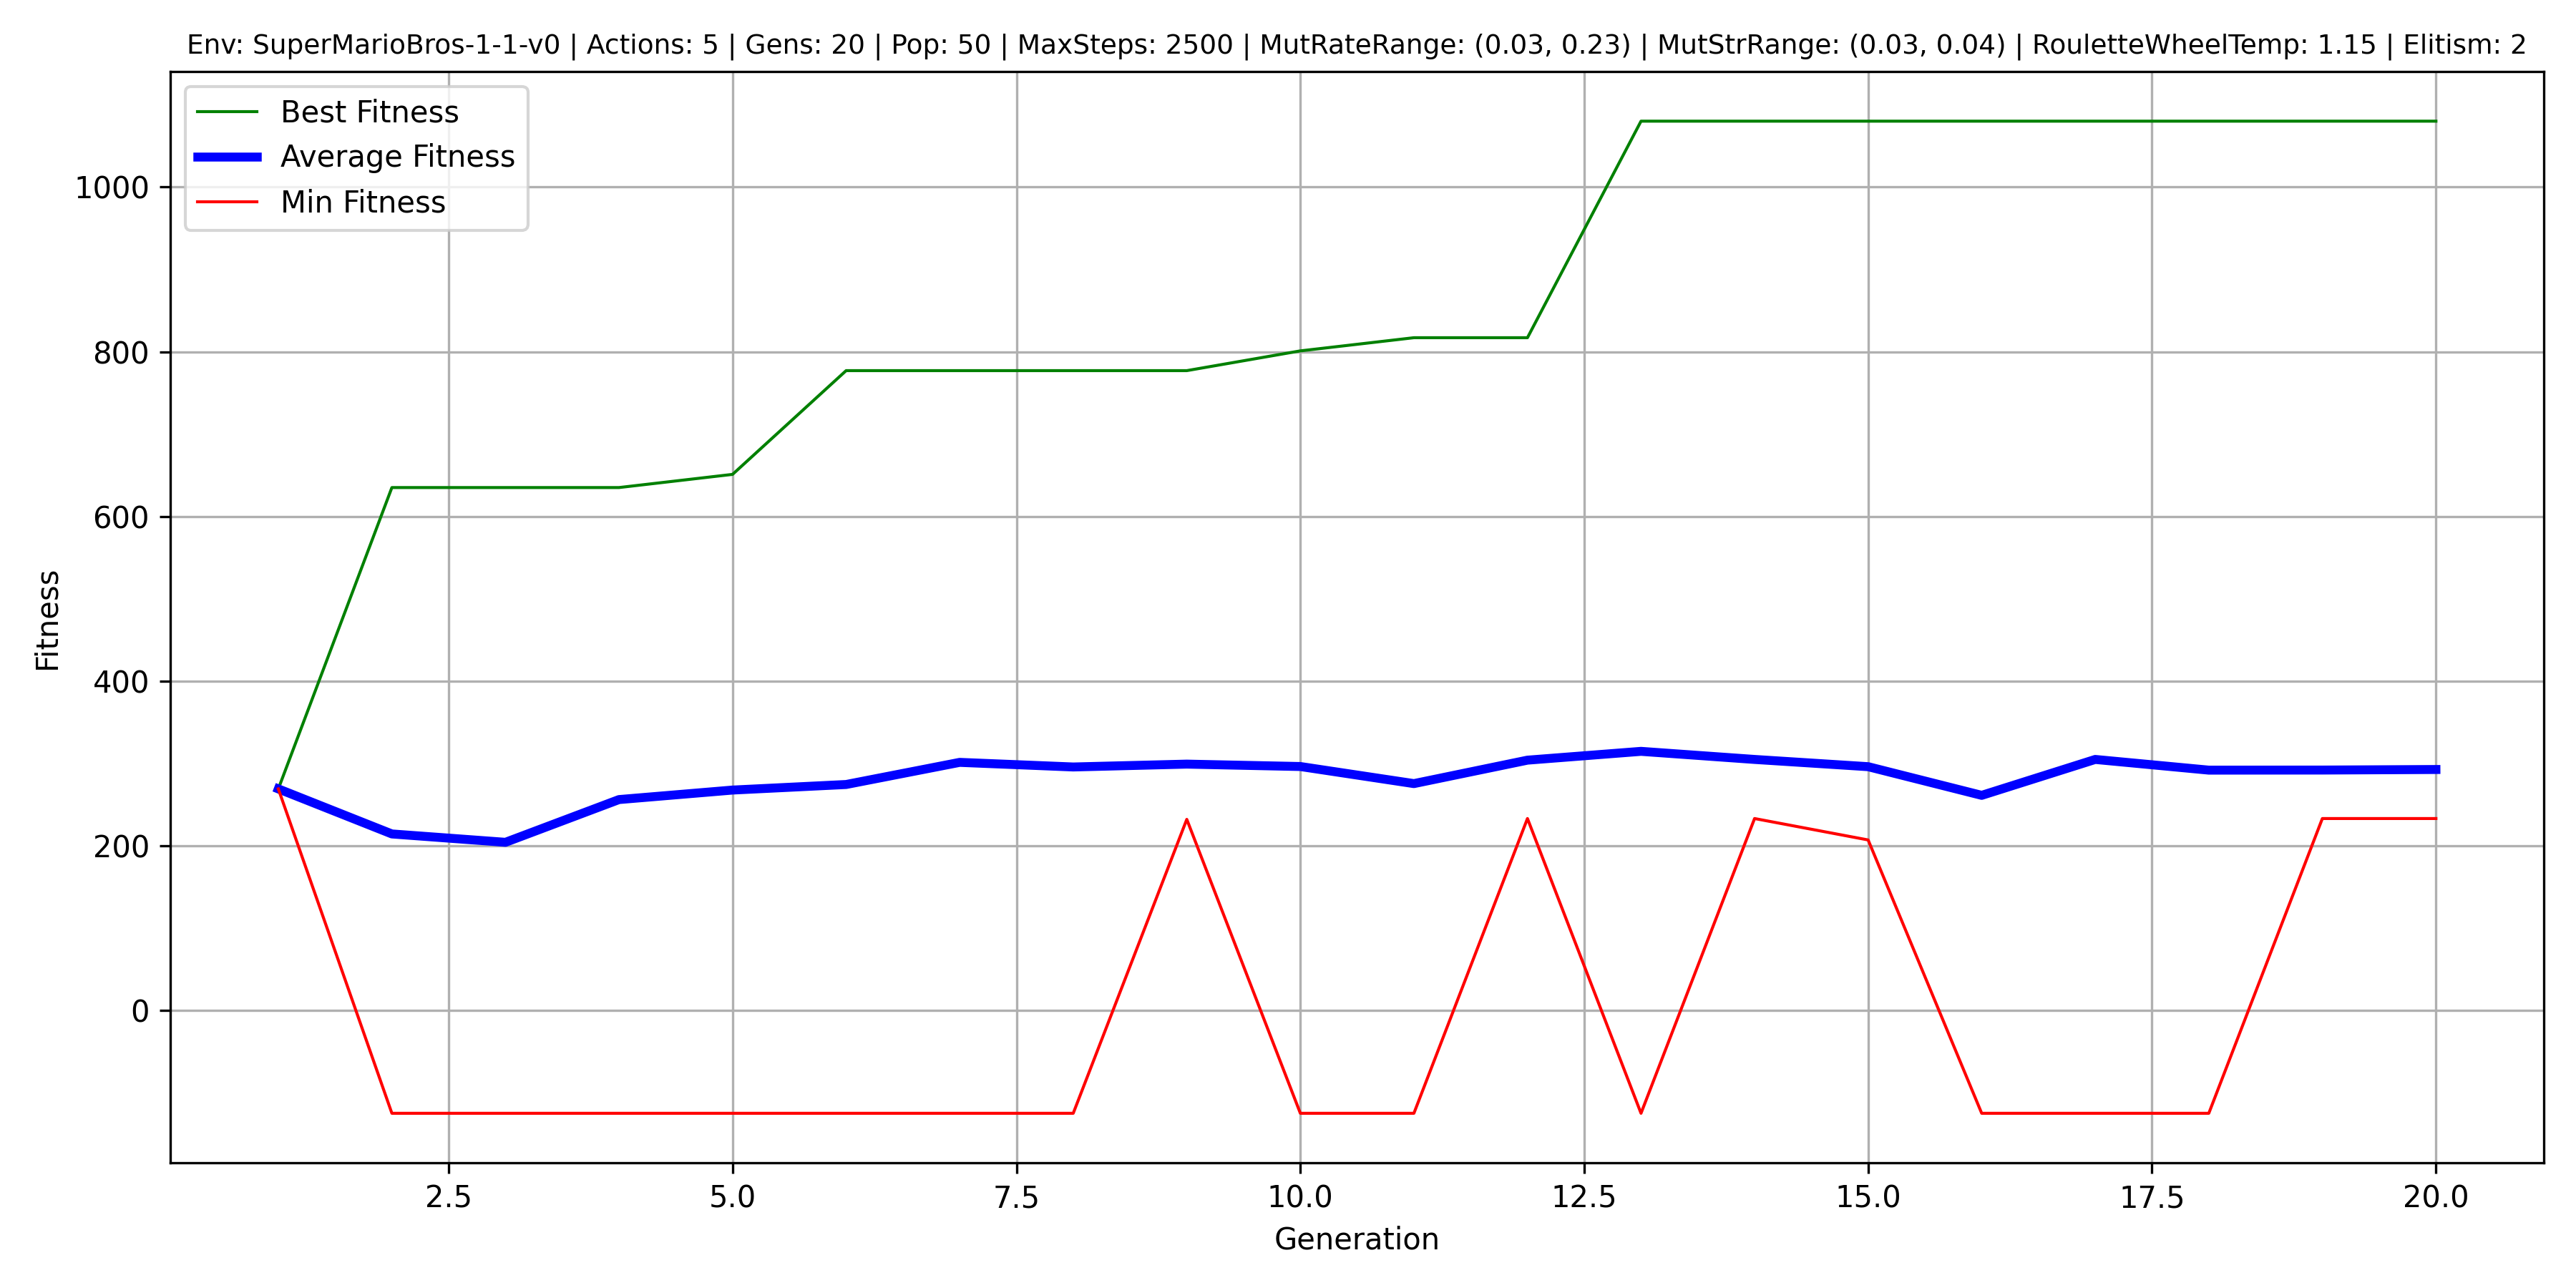 Env: SuperMarioBros-1-1-v0 | Actions: 5 | Gens: 20 | Pop: 50 | MaxSteps: 2500 | MutRateRange: (0.03, 0.23) | MutStrRange: (0.03, 0.04) | RouletteWheelTemp: 1.15 | Elitism: 2
Best Fitness
Average Fitness
Min Fitness
1000
800
600
400
200
0
Fitness
2.5 5.0 7.5 10.0 12.5 15.0 17.5 20.0
Generation